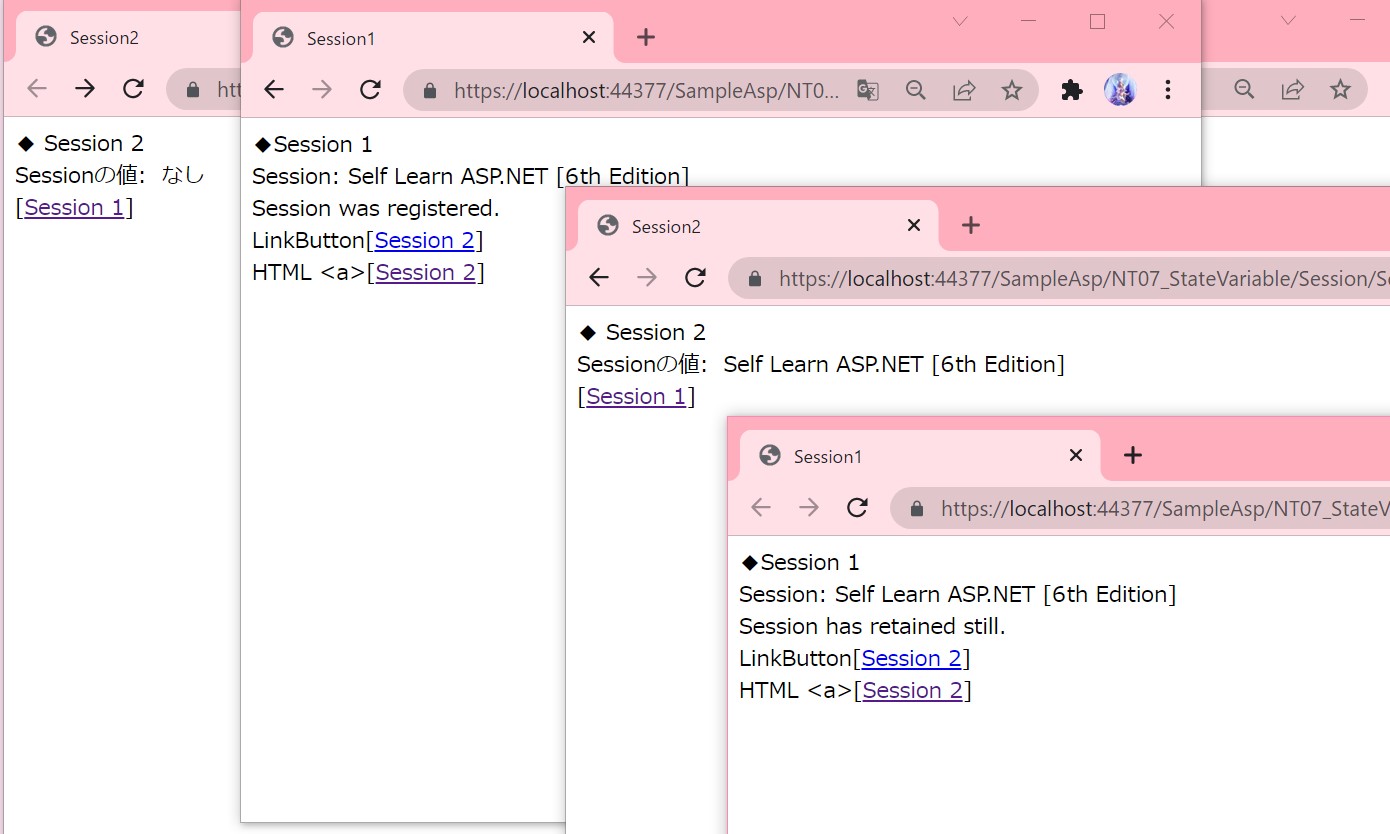 Session2
htt
◆ Session 2
Sessionの値: なし
[Session 1]
Session1
https://localhost:44377/SampleAsp/NT0...
◆Session 1
Session: Self Learn ASP.NET [6th Edition]
Session was registered.
LinkButton[Session 2]
HTML <a>[Session 2]
Session2
https://localhost:44377/SampleAsp/NT07_StateVariable/Session/Se
◆ Session 2
Sessionの値: Self Learn ASP.NET [6th Edition]
[Session 1]
Session1
https://localhost:44377/SampleAsp/NT07_StateV
◆Session 1
Session: Self Learn ASP.NET [6th Edition]
Session has retained still.
LinkButton[Session 2]
HTML <a>[Session 2]